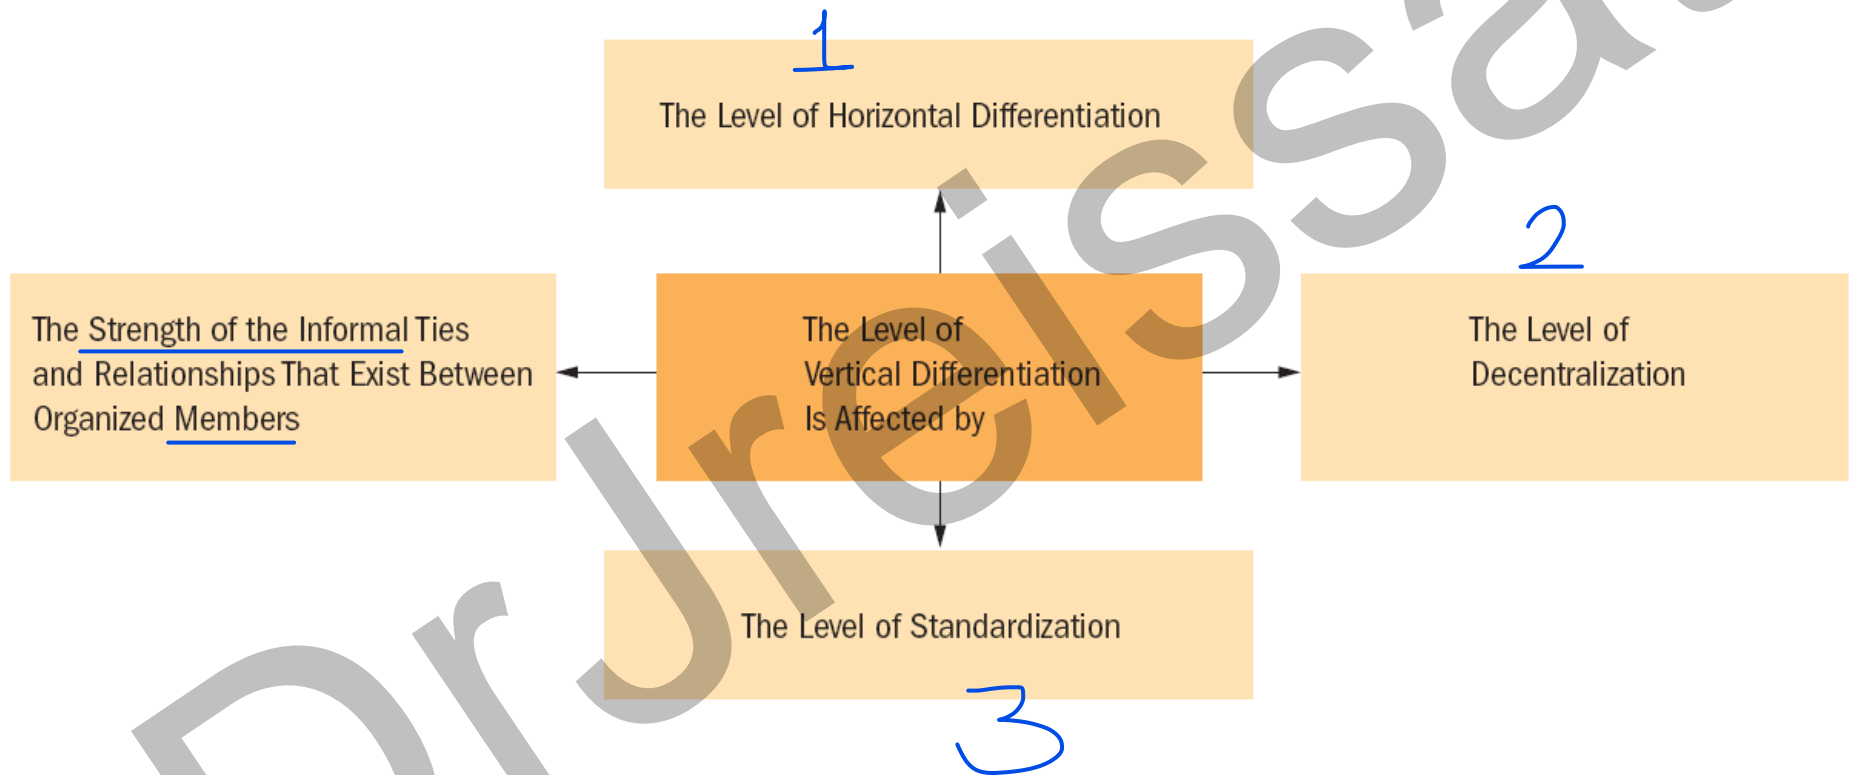 1
The Level of Horizontal Differentiation
2
The Strength of the Informal Ties
and Relationships That Exist Between
Organized Members
The Level of
Vertical Differentiation
Is Affected by
The Level of
Decentralization
The Level of Standardization
3
DrJreissa